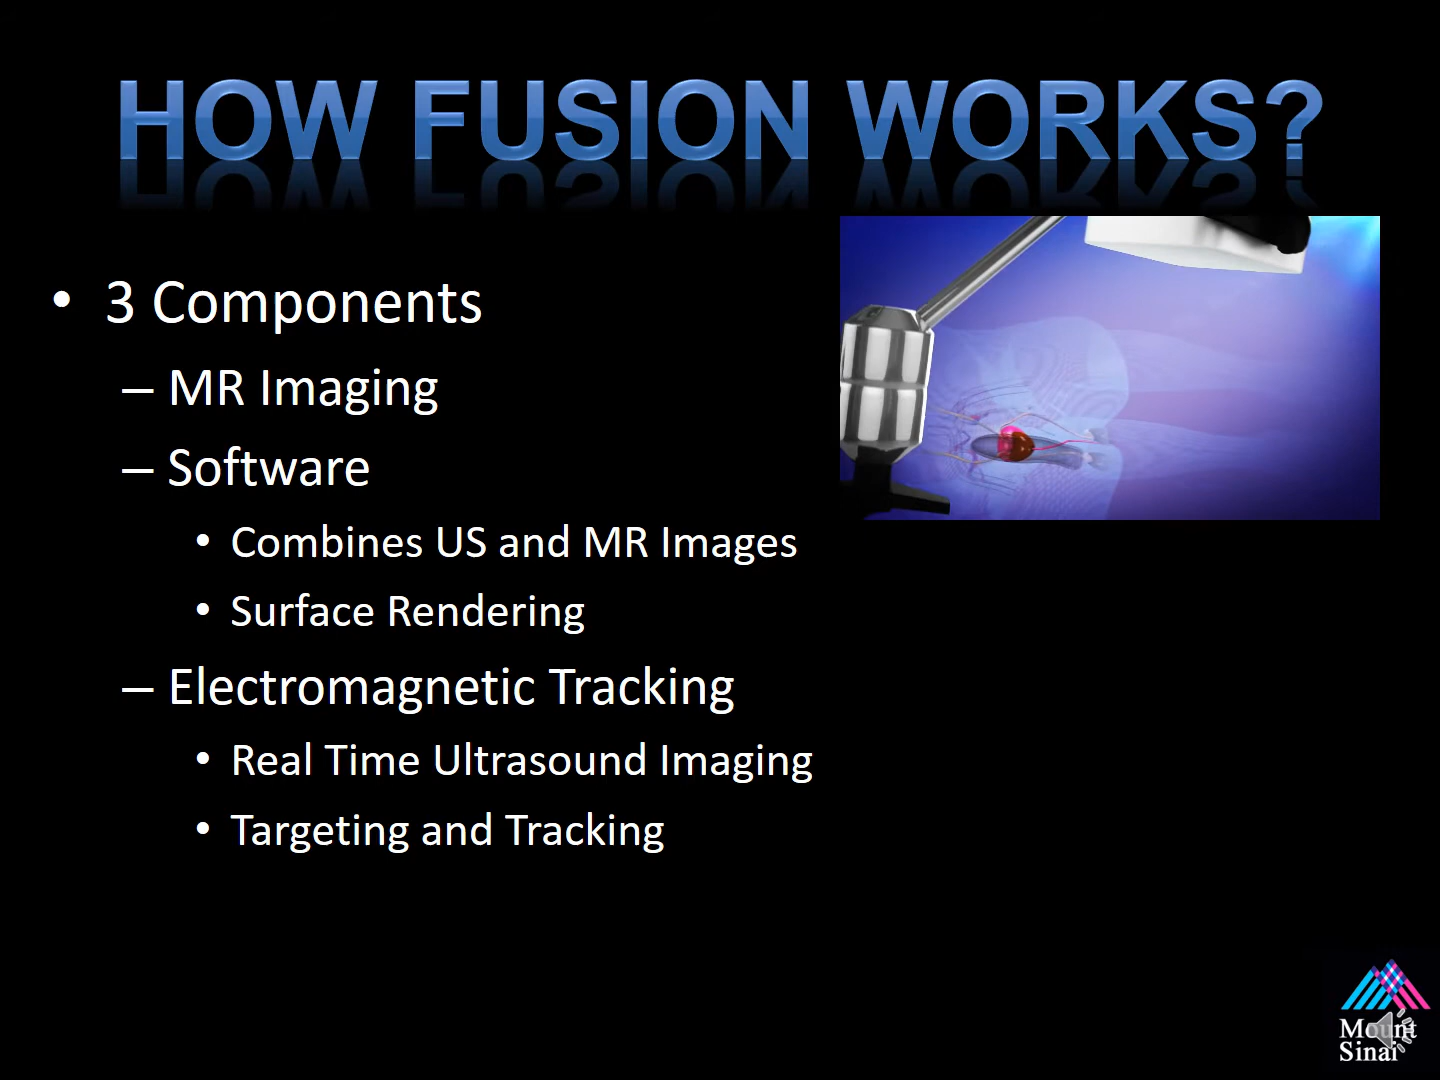 HOW FUSION WORKS?
• 3 Components
– MR Imaging
– Software
• Combines US and MR Images
• Surface Rendering
– Electromagnetic Tracking
• Real Time Ultrasound Imaging
• Targeting and Tracking
Mount
Sinai